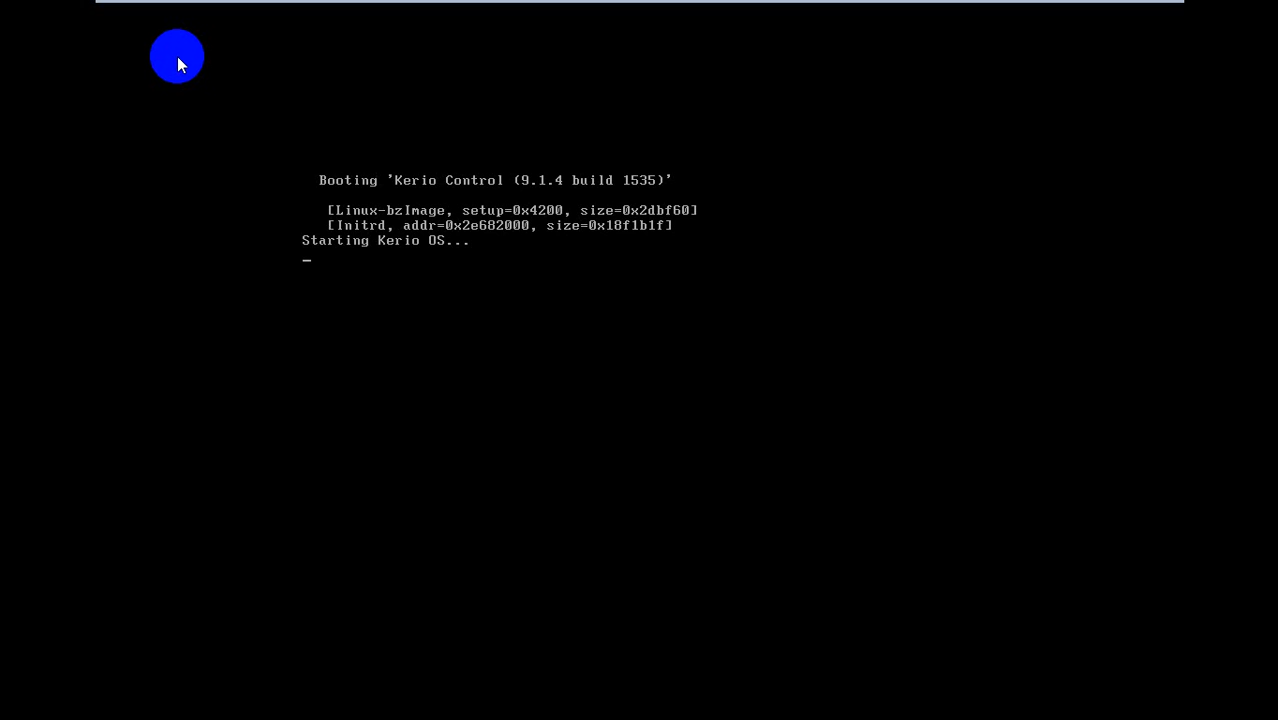 Booting 'Kerio Control (9.1.4 build 1535)'
[Linux-bzImage, setup=0x4200, size=0x2dbf60]
[Initrd, addr=0x2e682000, size=0x18f1b1f]
Starting Kerio OS...
_